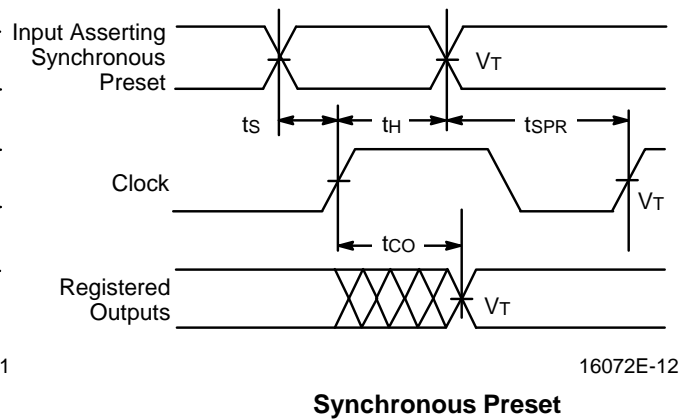 Input Asserting
Synchronous
Preset
VT
tS
tH
tSPR
Clock
VT
tCO
Registered
Outputs
VT
1
16072E-12
Synchronous Preset